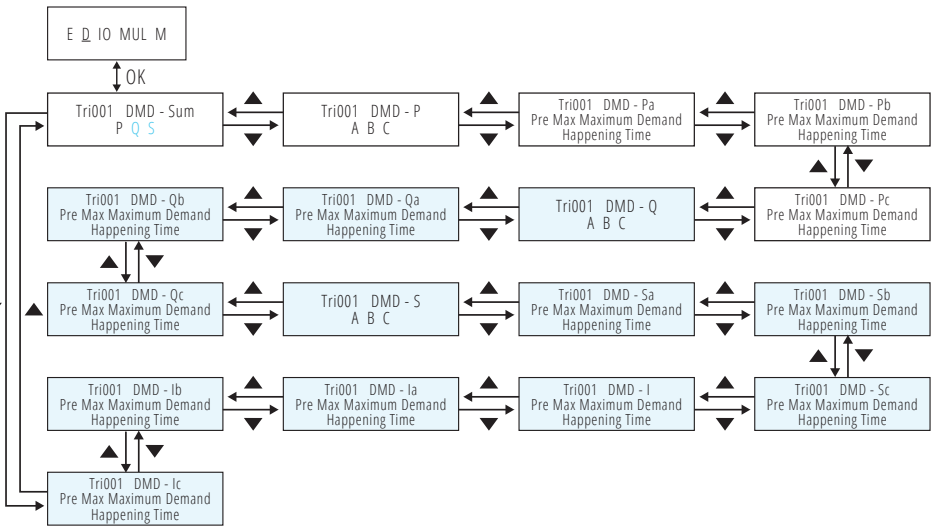 E D IO MUL M
OK
Tri001 DMD - Sum
P Q S
Tri001 DMD - P
A B C
Tri001 DMD - Pa
Pre Max Maximum Demand
Happening Time
Tri001 DMD - Pb
Pre Max Maximum Demand
Happening Time
Tri001 DMD - Qb
Pre Max Maximum Demand
Happening Time
Tri001 DMD - Qa
Pre Max Maximum Demand
Happening Time
Tri001 DMD - Q
A B C
Tri001 DMD - Pc
Pre Max Maximum Demand
Happening Time
Tri001 DMD - Qc
Pre Max Maximum Demand
Happening Time
Tri001 DMD - S
A B C
Tri001 DMD - Sa
Pre Max Maximum Demand
Happening Time
Tri001 DMD - Sb
Pre Max Maximum Demand
Happening Time
Tri001 DMD - Ib
Pre Max Maximum Demand
Happening Time
Tri001 DMD - Ia
Pre Max Maximum Demand
Happening Time
Tri001 DMD - I
Pre Max Maximum Demand
Happening Time
Tri001 DMD - Sc
Pre Max Maximum Demand
Happening Time
Tri001 DMD - Ic
Pre Max Maximum Demand
Happening Time